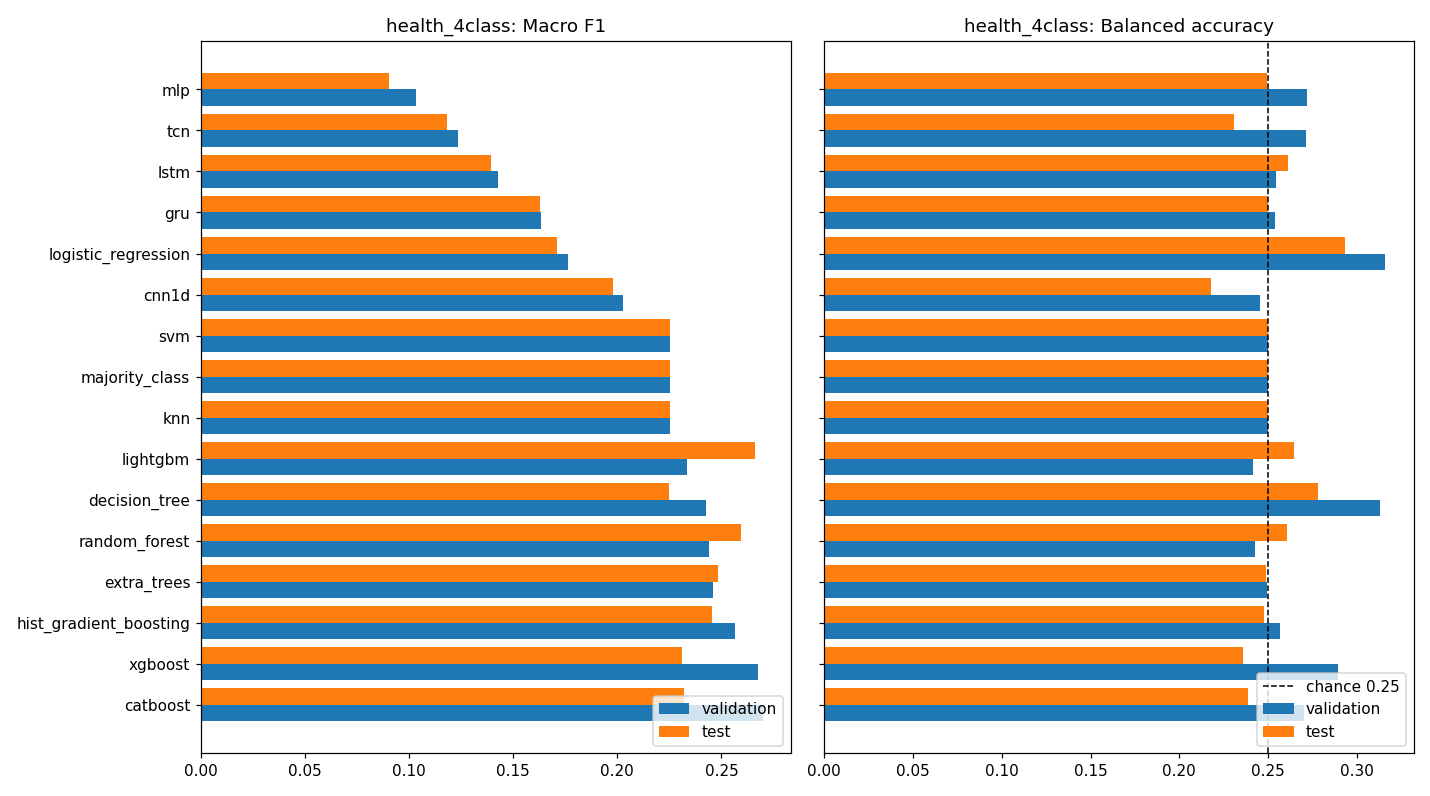 health_4class: Macro F1
mlp
tcn
lstm
gru
logistic_regression
cnn1d
svm
majority_class
knn
lightgbm
decision_tree
random_forest
extra_trees
hist_gradient_boosting
xgboost
catboost
validation
test
0.00 0.05 0.10 0.15 0.20 0.25
health_4class: Balanced accuracy
chance 0.25
validation
test
0.00 0.05 0.10 0.15 0.20 0.25 0.30